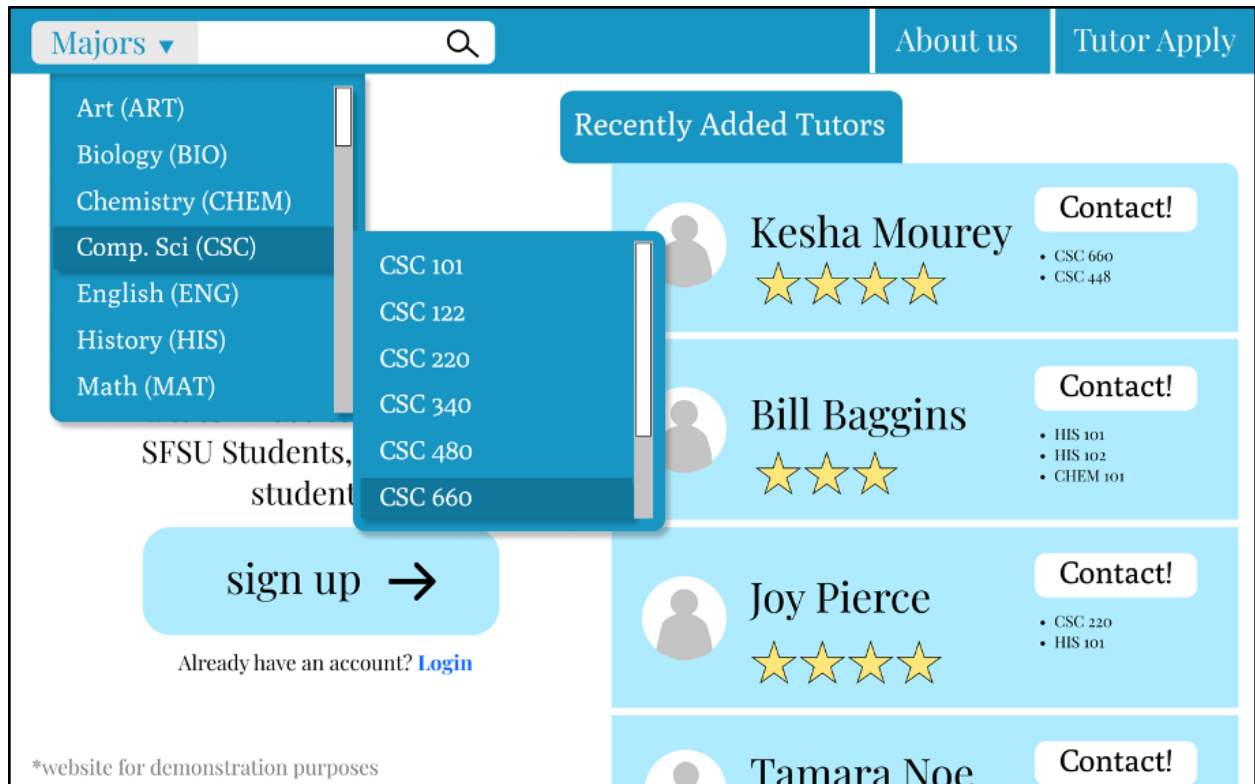 Majors ▼
About us
Tutor Apply
Art (ART)
Biology (BIO)
Chemistry (CHEM)
Comp. Sci (CSC)
English (ENG)
History (HIS)
Math (MAT)
CSC 101
CSC 122
CSC 220
CSC 340
CSC 480
CSC 660
SFSU Students,
student
sign up →
Already have an account? Login
*website for demonstration purposes
Recently Added Tutors
Kesha Mourey
Contact!
• CSC 660
• CSC 448
Bill Baggins
Contact!
• HIS 101
• HIS 102
• CHEM 101
Joy Pierce
Contact!
• CSC 220
• HIS 101
Tamara Noe
Contact!